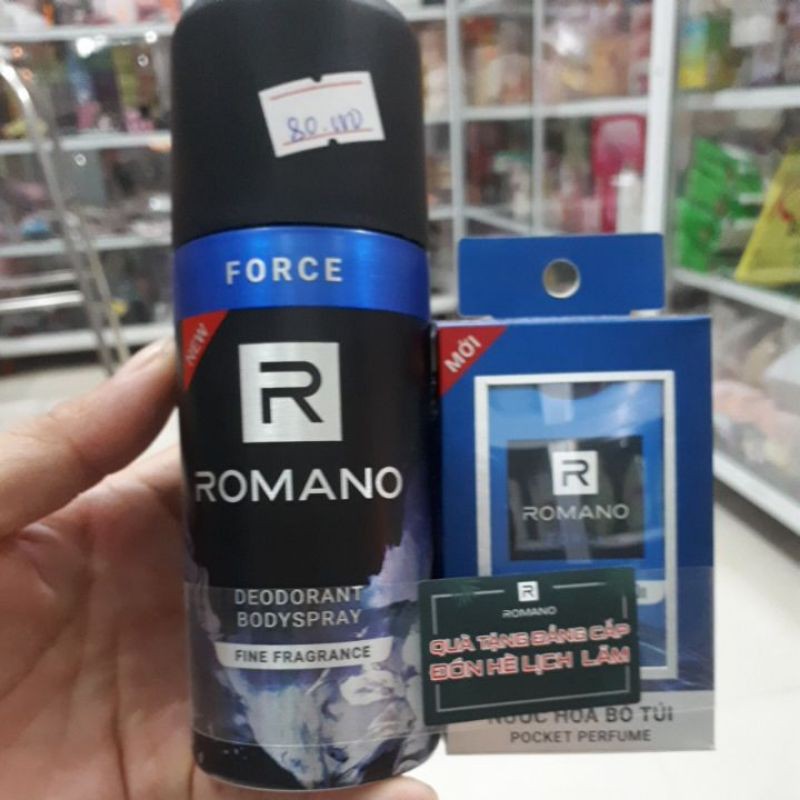 80.000
FORCE
NEW
R
ROMANO
DEODORANT
BODYSPRAY
FINE FRAGRANCE
MỚI
R
ROMANO
R
ROMANO
QUÀ TẶNG ĐẲNG CẤP
ĐÓN HÈ LỊCH LÃM
NƯỚC HOA BỎ TÚI
POCKET PERFUME